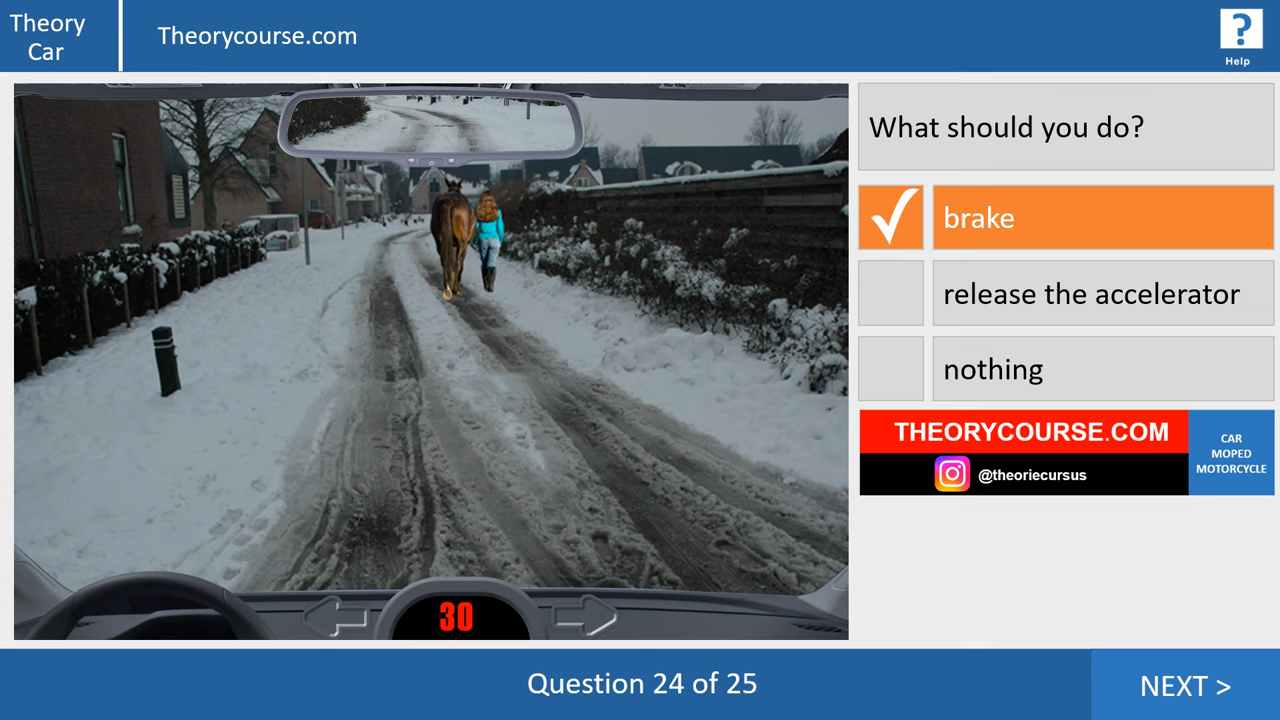 Theory
Car
Theorycourse.com
?
Help
What should you do?
brake
release the accelerator
nothing
THEORYCOURSE.COM
@theoriecursus
CAR
MOPED
MOTORCYCLE
30
Question 24 of 25
NEXT >